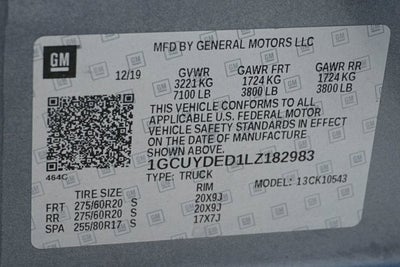 GM
MFD BY GENERAL MOTORS LLC
12/19
GVWR GAWR FRT GAWR RR
3221 KG 1724 KG 1724 KG
7100 LB 3800 LB 3800 LB
THIS VEHICLE CONFORMS TO ALL
APPLICABLE U.S. FEDERAL MOTOR
VEHICLE SAFETY STANDARDS IN EFFECT
ON THE DATE OF MANUFACTURE
SHOWN ABOVE.
1GCUYDED1LZ182983
464C
TYPE: TRUCK
MODEL: 13CK10543
TIRE SIZE RIM
FRT 275/60R20 S 20X9J
RR 275/60R20 S 20X9J
SPA 255/80R17 S 17X7J